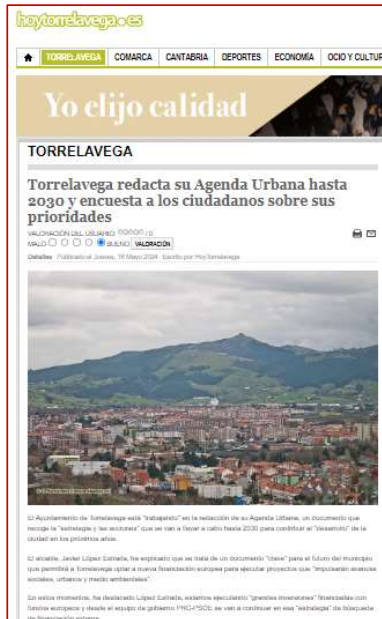 hoytorrelavega.es
TORRELAVEGA COMARCA CANTABRIA DEPORTES ECONOMÍA OCIO Y CULTUR
Yo elijo calidad
TORRELAVEGA
Torrelavega redacta su Agenda Urbana hasta
2030 y encuesta a los ciudadanos sobre sus
prioridades
VALORACIÓN DEL USUARIO: / 0
MALO BUENO VALORACIÓN
Detalles Publicado el Jueves, 16 Mayo 2024 Escrito por HoyTorrelavega
El Ayuntamiento de Torrelavega está "trabajando" en la redacción de su Agenda Urbana, un documento que
recoge la "estrategia y las acciones" que se van a llevar a cabo hasta 2030 para contribuir al "desarrollo" de la
ciudad en los próximos años.
El alcalde, Javier López Estrada, ha explicado que se trata de un documento "clave" para el futuro del municipio
que permitirá a Torrelavega optar a nueva financiación europea para ejecutar proyectos que "impulsarán avances
sociales, urbanos y medio ambientales".
En estos momentos, ha destacado López Estrada, estamos ejecutando "grandes inversiones" financiadas con
fondos europeos y desde el equipo de gobierno PRC-PSOE se van a continuar en esa "estrategia" de búsqueda
de financiación externa